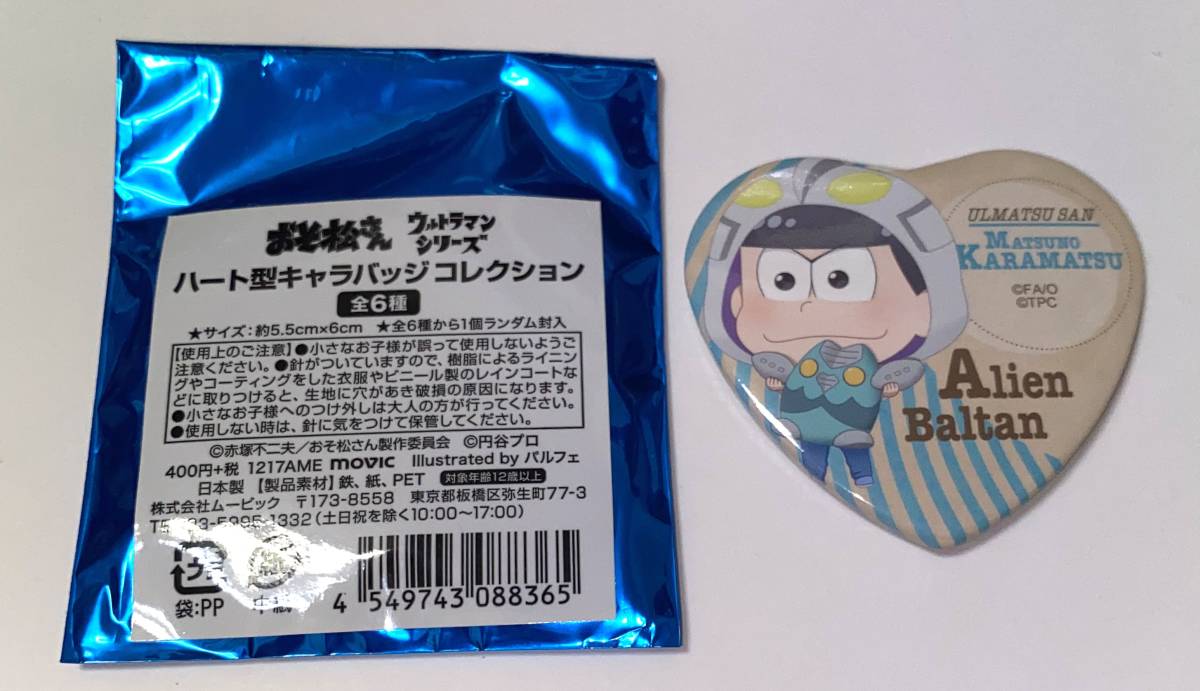 おそ松さん ウルトラマンシリーズ
ハート型キャラバッジコレクション
全6種
★サイズ:約5.5cm×6cm ★全6種から1個ランダム封入
【使用上のご注意】●小さなお子様が誤って使用しないようご
注意ください。●針がついていますので、樹脂によるライニン
グやコーティングをした衣服やビニール製のレインコートな
どに取りつけると、生地に穴があき破損の原因になります。
●小さなお子様へのつけ外しは大人の方が行ってください。
●使用しない時は、針に気をつけて保管してください。
©赤塚不二夫/おそ松さん製作委員会 ©円谷プロ
400円+税 1217AME movic Illustrated by パルフェ
日本製 【製品素材】鉄、紙、PET 対象年齢12歳以上
株式会社ムービック 〒173-8558 東京都板橋区弥生町77-3
(土日祝を除く10:00〜17:00)
袋:PP
4 549743 088365
ULMATSU SAN
MATSUNO
KARAMATSU
©FA/O
©TPC
Alien
Baltan